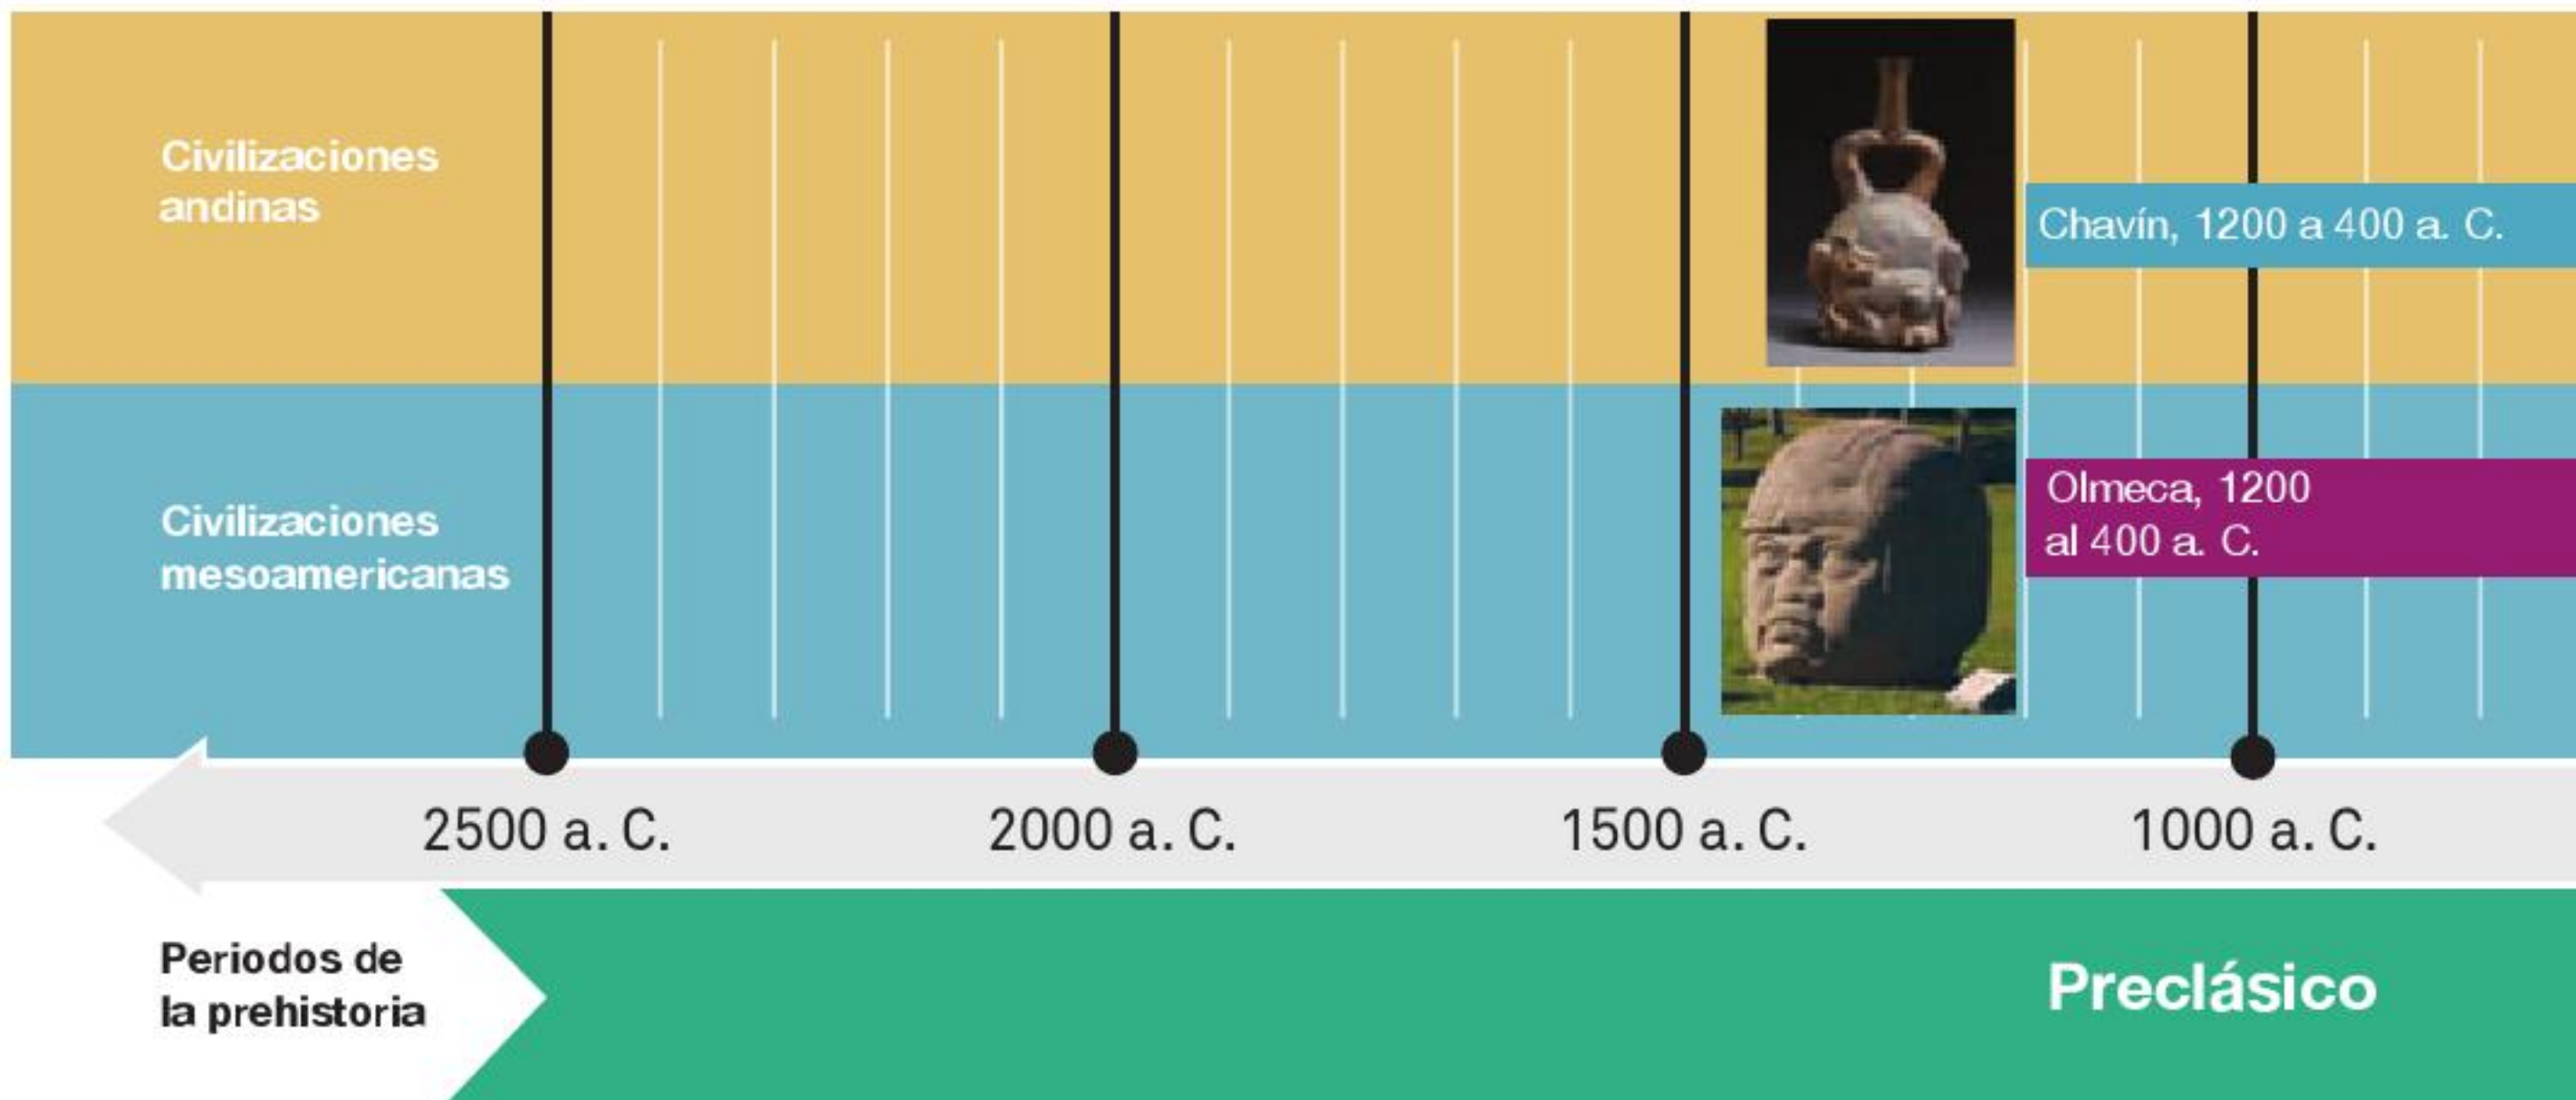 Civilizaciones
andinas
Chavín, 1200 a 400 a. C.
Civilizaciones
mesoamericanas
Olmeca, 1200
al 400 a. C.
2500 a. C.
2000 a. C.
1500 a. C.
1000 a. C.
Periodos de
la prehistoria
Preclásico